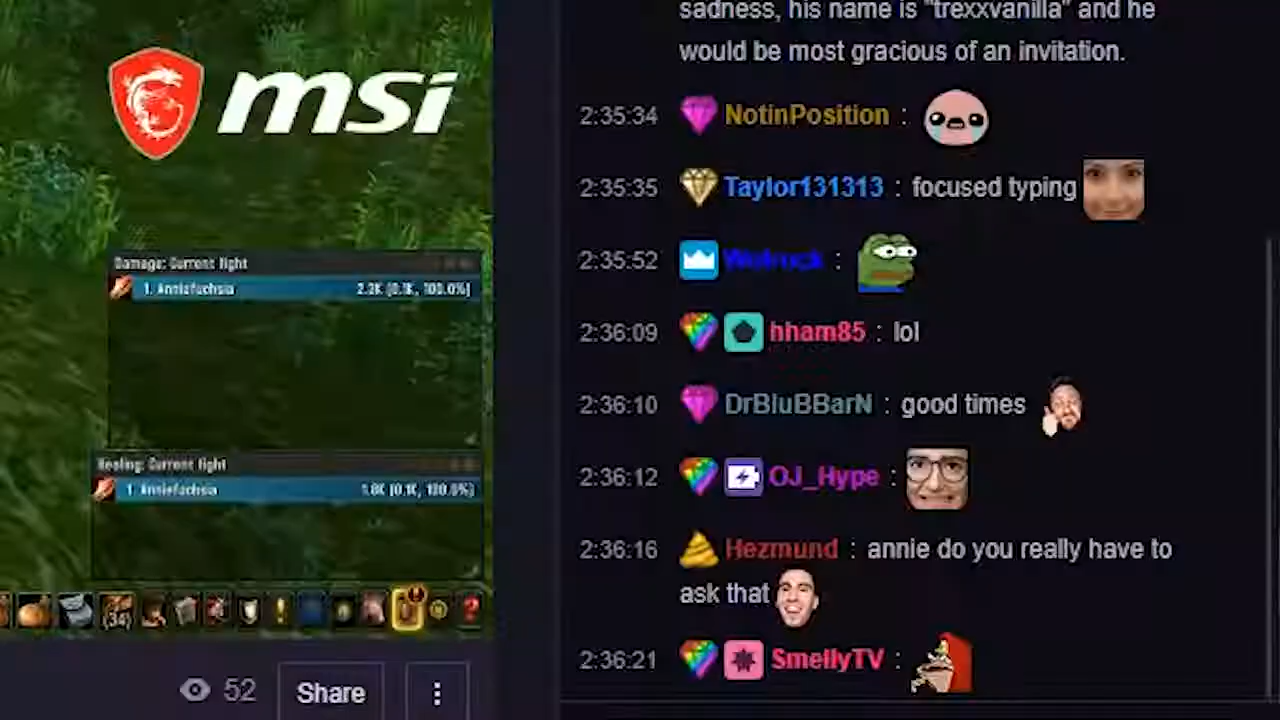 msi
Damage: Current fight
1. Anniefuchsia 2.2K (0.1K, 100.0%)
Healing: Current fight
1. Anniefuchsia 1.8K (0.1K, 100.0%)
(34)
52
Share
sadness, his name is "trexxvanilla" and he
would be most gracious of an invitation.
2:35:34 NotinPosition :
2:35:35 Taylor131313 : focused typing
2:35:52 :
2:36:09 hham85 : lol
2:36:10 DrBluBBarN : good times
2:36:12 OJ_Hype :
2:36:16 Hezmund : annie do you really have to
ask that
2:36:21 SmellyTV :